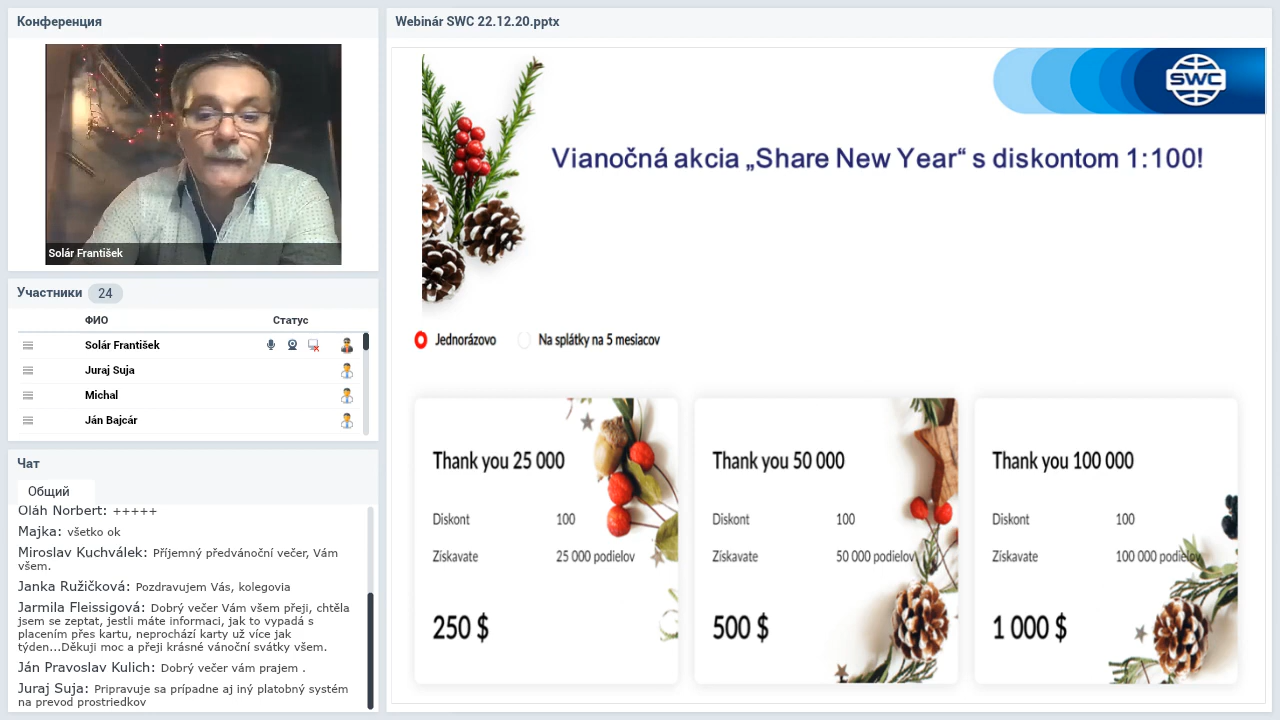 Конференция
Solár František
Участники 24
ФИО Статус
Solár František
Juraj Suja
Michal
Ján Bajcár
Чат
Общий
Oláh Norbert: +++++
Majka: všetko ok
Miroslav Kuchválek: Příjemný předvánoční večer, Vám
všem.
Janka Ružičková: Pozdravujem Vás, kolegovia
Jarmila Fleissigová: Dobrý večer Vám všem přeji, chtěla
jsem se zeptat, jestli máte informaci, jak to vypadá s
placením přes kartu, neprochází karty už více jak
týden...Děkuji moc a přeji krásné vánoční svátky všem.
Ján Pravoslav Kulich: Dobrý večer vám prajem .
Juraj Suja: Pripravuje sa prípadne aj iný platobný systém
na prevod prostriedkov
Webinár SWC 22.12.20.pptx
SWC
Vianočná akcia „Share New Year“ s diskontom 1:100!
Jednorázovo Na splátky na 5 mesiacov
Thank you 25 000
Diskont 100
Získavate 25 000 podielov
250 $
Thank you 50 000
Diskont 100
Získavate 50 000 podielov
500 $
Thank you 100 000
Diskont 100
Získavate 100 000 podielov
1 000 $